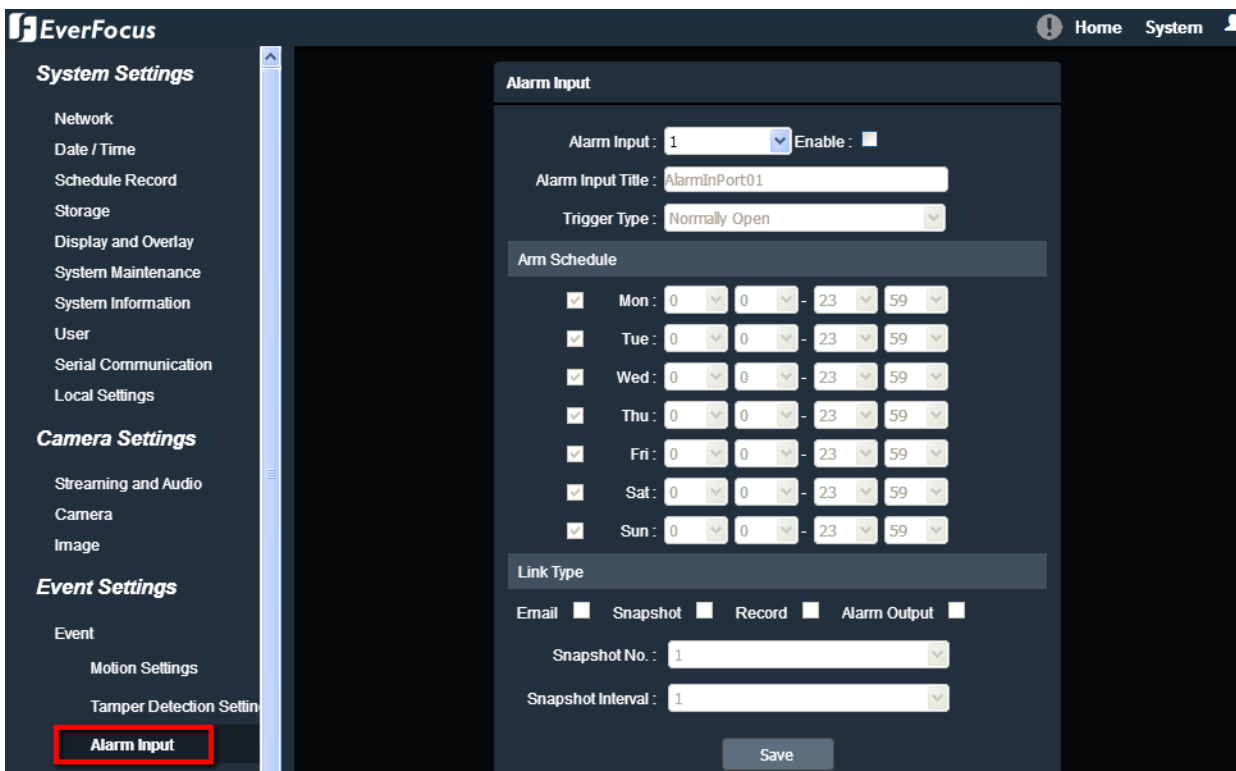 EverFocus
Home System
System Settings
Network
Date / Time
Schedule Record
Storage
Display and Overlay
System Maintenance
System Information
User
Serial Communication
Local Settings
Camera Settings
Streaming and Audio
Camera
Image
Event Settings
Event
Motion Settings
Tamper Detection Settin
Alarm Input
Alarm Input
Alarm Input : 1 Enable :
Alarm Input Title : AlarmInPort01
Trigger Type : Normally Open
Arm Schedule
Mon : 0 0 - 23 59
Tue : 0 0 - 23 59
Wed : 0 0 - 23 59
Thu : 0 0 - 23 59
Fri : 0 0 - 23 59
Sat : 0 0 - 23 59
Sun : 0 0 - 23 59
Link Type
Email Snapshot Record Alarm Output
Snapshot No. : 1
Snapshot Interval : 1
Save